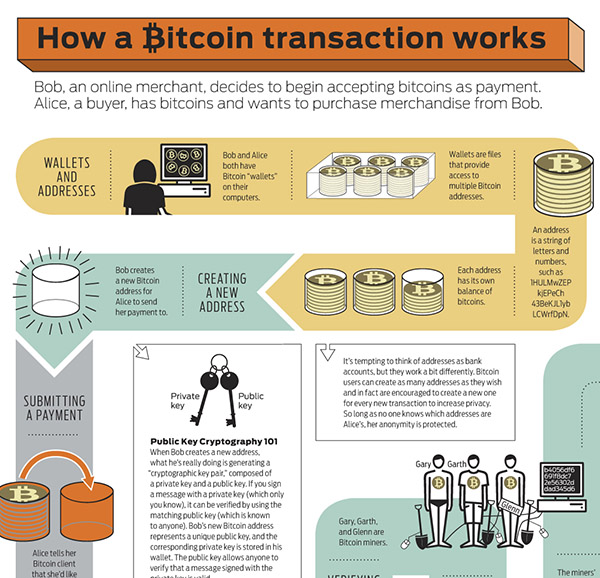 How a Bitcoin transaction works
Bob, an online merchant, decides to begin accepting bitcoins as payment.
Alice, a buyer, has bitcoins and wants to purchase merchandise from Bob.
WALLETS
AND
ADDRESSES
Bob and Alice
both have
Bitcoin “wallets”
on their
computers.
Wallets are files
that provide
access to
multiple Bitcoin
addresses.
An address
is a string of
letters and
numbers,
such as
1HULMwZEP
kjEPeCh
43BeKJL1yb
LCWrfDpN.
Each address
has its own
balance of
bitcoins.
CREATING
A NEW
ADDRESS
Bob creates
a new Bitcoin
address for
Alice to send
her payment to.
SUBMITTING
A PAYMENT
Alice tells her
Bitcoin client
that she'd like
Private
key
Public
key
Public Key Cryptography 101
When Bob creates a new address,
what he's really doing is generating a
“cryptographic key pair,” composed of
a private key and a public key. If you sign
a message with a private key (which only
you know), it can be verified by using the
matching public key (which is known
to anyone). Bob's new Bitcoin address
represents a unique public key, and the
corresponding private key is stored in his
wallet. The public key allows anyone to
verify that a message signed with the
private key is valid.
It's tempting to think of addresses as bank
accounts, but they work a bit differently. Bitcoin
users can create as many addresses as they wish
and in fact are encouraged to create a new one
for every new transaction to increase privacy.
So long as no one knows which addresses are
Alice's, her anonymity is protected.
Gary
Garth
Glenn
b4056df6
691f8dc7
2e56302d
dad345d6
Gary, Garth,
and Glenn are
Bitcoin miners.
VERIFYING
The miners'